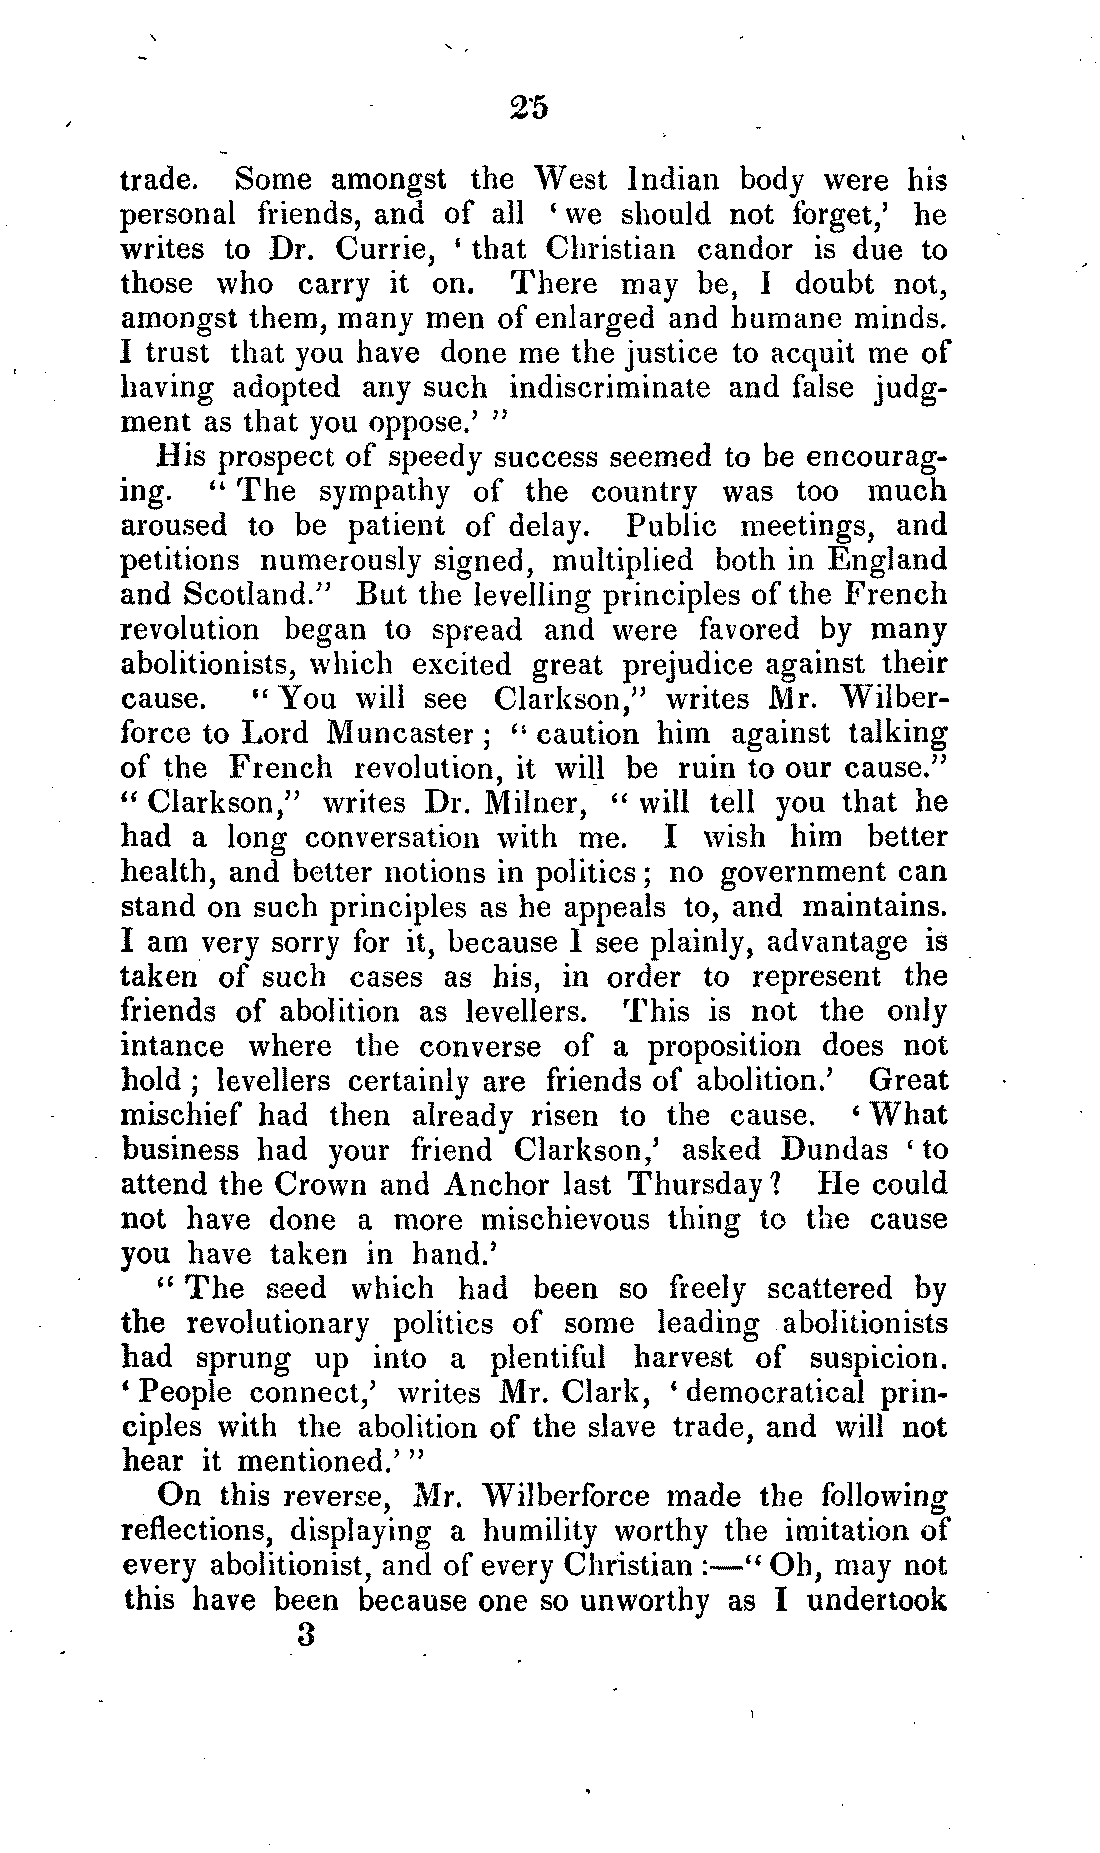 25
trade. Some amongst the West Indian body were his
personal friends, and of all ‘we should not forget,’ he
writes to Dr. Currie, ‘that Christian candor is due to
those who carry it on. There may be, I doubt not,
amongst them, many men of enlarged and humane minds.
I trust that you have done me the justice to acquit me of
having adopted any such indiscriminate and false judg-
ment as that you oppose.’ ”
His prospect of speedy success seemed to be encourag-
ing. “The sympathy of the country was too much
aroused to be patient of delay. Public meetings, and
petitions numerously signed, multiplied both in England
and Scotland.” But the levelling principles of the French
revolution began to spread and were favored by many
abolitionists, which excited great prejudice against their
cause. “You will see Clarkson,” writes Mr. Wilber-
force to Lord Muncaster; “caution him against talking
of the French revolution, it will be ruin to our cause.”
“Clarkson,” writes Dr. Milner, “will tell you that he
had a long conversation with me. I wish him better
health, and better notions in politics; no government can
stand on such principles as he appeals to, and maintains.
I am very sorry for it, because I see plainly, advantage is
taken of such cases as his, in order to represent the
friends of abolition as levellers. This is not the only
intance where the converse of a proposition does not
hold; levellers certainly are friends of abolition.’ Great
mischief had then already risen to the cause. ‘What
business had your friend Clarkson,’ asked Dundas ‘to
attend the Crown and Anchor last Thursday? He could
not have done a more mischievous thing to the cause
you have taken in hand.’
“The seed which had been so freely scattered by
the revolutionary politics of some leading abolitionists
had sprung up into a plentiful harvest of suspicion.
‘People connect,’ writes Mr. Clark, ‘democratical prin-
ciples with the abolition of the slave trade, and will not
hear it mentioned.’ ”
On this reverse, Mr. Wilberforce made the following
reflections, displaying a humility worthy the imitation of
every abolitionist, and of every Christian:—“Oh, may not
this have been because one so unworthy as I undertook
3